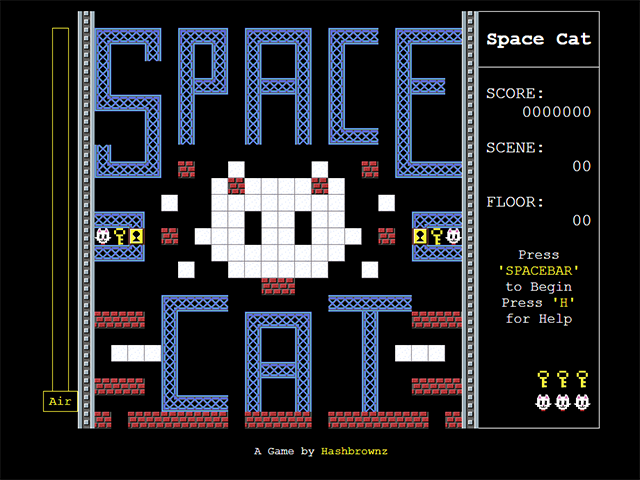 SPACE
CAT
Air
Space Cat
SCORE:
0000000
SCENE:
00
FLOOR:
00
Press
'SPACEBAR'
to Begin
Press 'H'
for Help
A Game by Hashbrownz